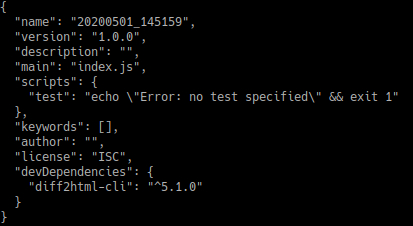 {
  "name": "20200501_145159",
  "version": "1.0.0",
  "description": "",
  "main": "index.js",
  "scripts": {
    "test": "echo \"Error: no test specified\" && exit 1"
  },
  "keywords": [],
  "author": "",
  "license": "ISC",
  "devDependencies": {
    "diff2html-cli": "^5.1.0"
  }
}